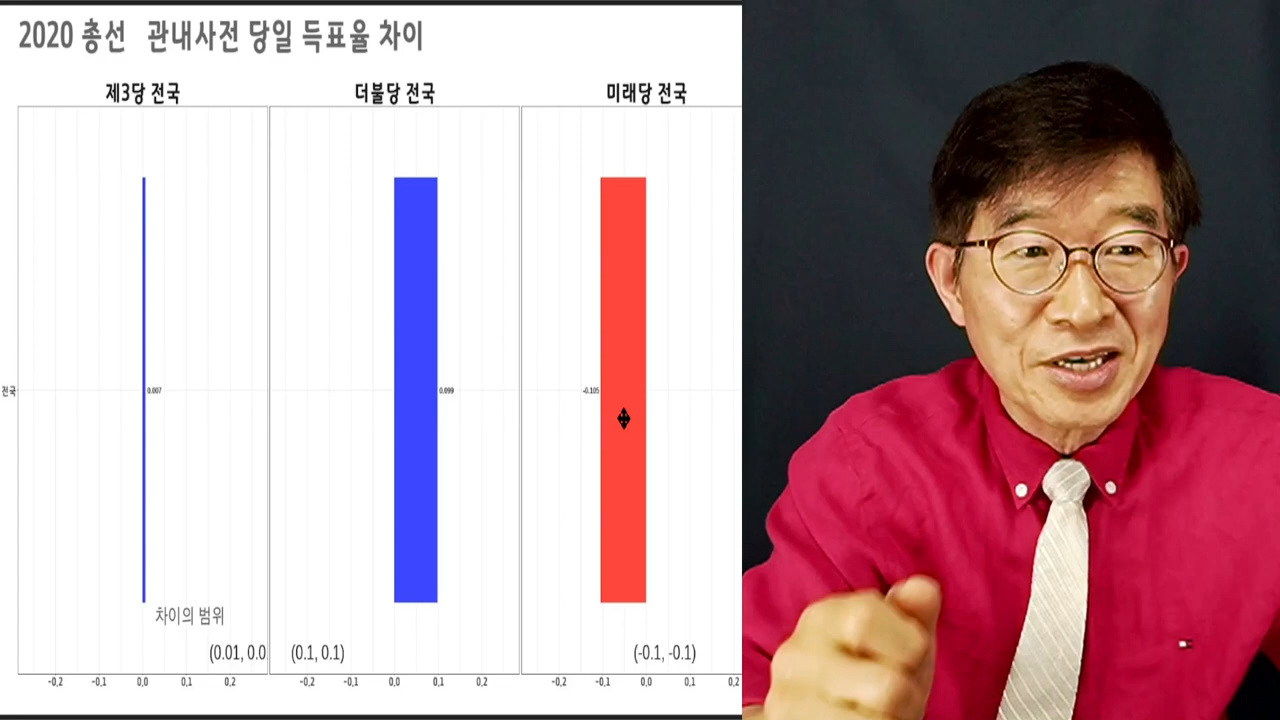 2020 총선 관내사전 당일 득표율 차이
제3당 전국
더불당 전국
미래당 전국
전국
0.007
0.099
-0.105
차이의 범위
(0.01, 0.0
(0.1, 0.1)
(-0.1, -0.1)
-0,2 -0,1 0,0 0,1 0,2
-0,2 -0,1 0,0 0,1 0,2
-0,2 -0,1 0,0 0,1 0,2